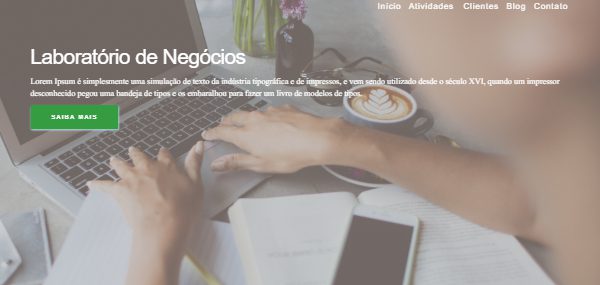 Início Atividades Clientes Blog Contato
Laboratório de Negócios
Lorem Ipsum é simplesmente uma simulação de texto da indústria tipográfica e de impressos, e vem sendo utilizado desde o século XVI, quando um impressor
desconhecido pegou uma bandeja de tipos e os embaralhou para fazer um livro de modelos de tipos.
SAIBA MAIS